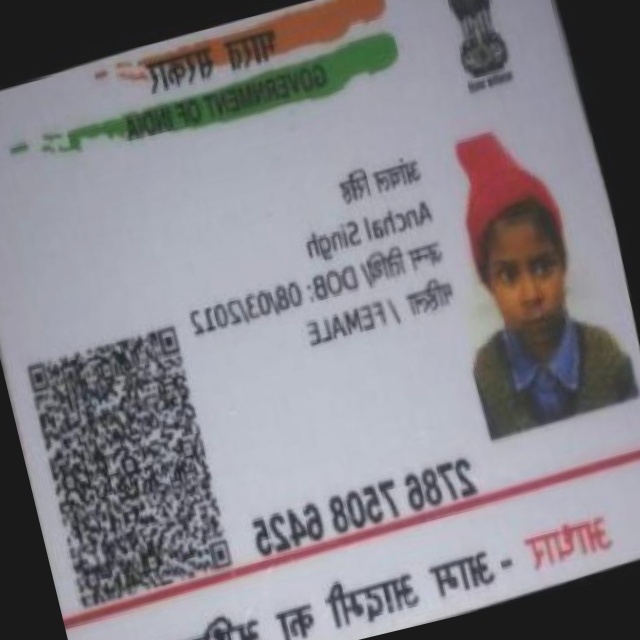 भारत सरकार
GOVERNMENT OF INDIA
आंचल सिंह
Anchal Singh
जन्म तिथि/ DOB: 08/03/2012
महिला / FEMALE
2786 7508 6425
आधार - आम आदमी का